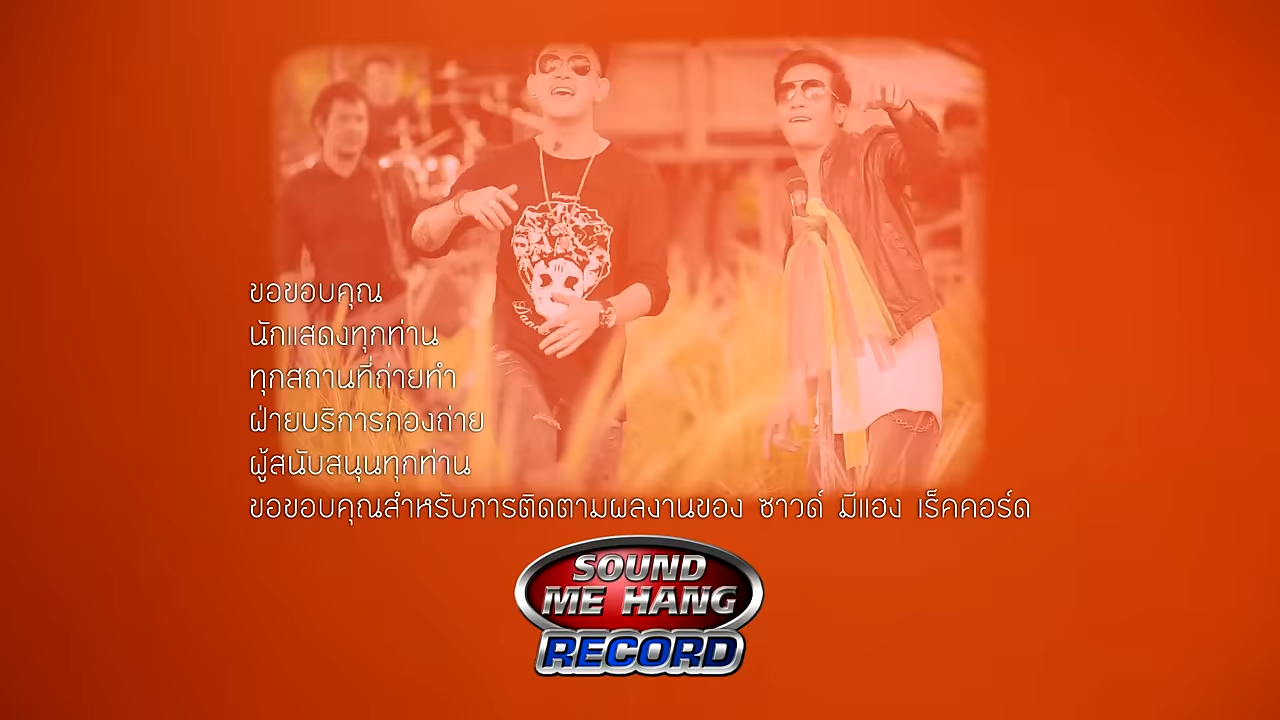 ขอขอบคุณ
นักแสดงทุกท่าน
ทุกสถานที่ถ่ายทำ
ฝ่ายบริการกองถ่าย
ผู้สนับสนุนทุกท่าน
ขอขอบคุณสำหรับการติดตามผลงานของ ซาวด์ มีแฮง เร็คคอร์ด
SOUND
ME HANG
RECORD